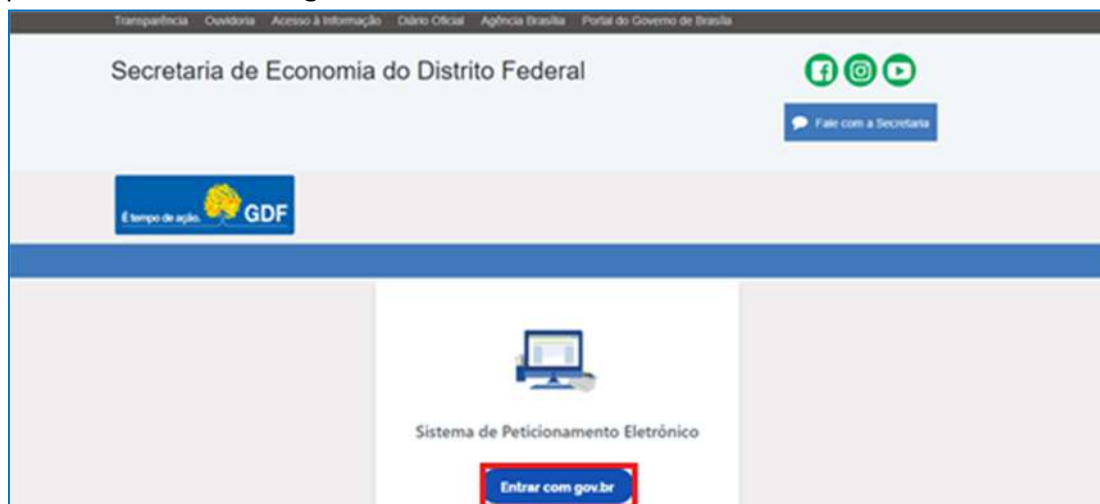 Transparência Ouvidoria Acesso à Informação Diário Oficial Agência Brasília Portal do Governo de Brasília
Secretaria de Economia do Distrito Federal
Fale com a Secretaria
É tempo de ação. GDF
Sistema de Peticionamento Eletrônico
Entrar com gov.br